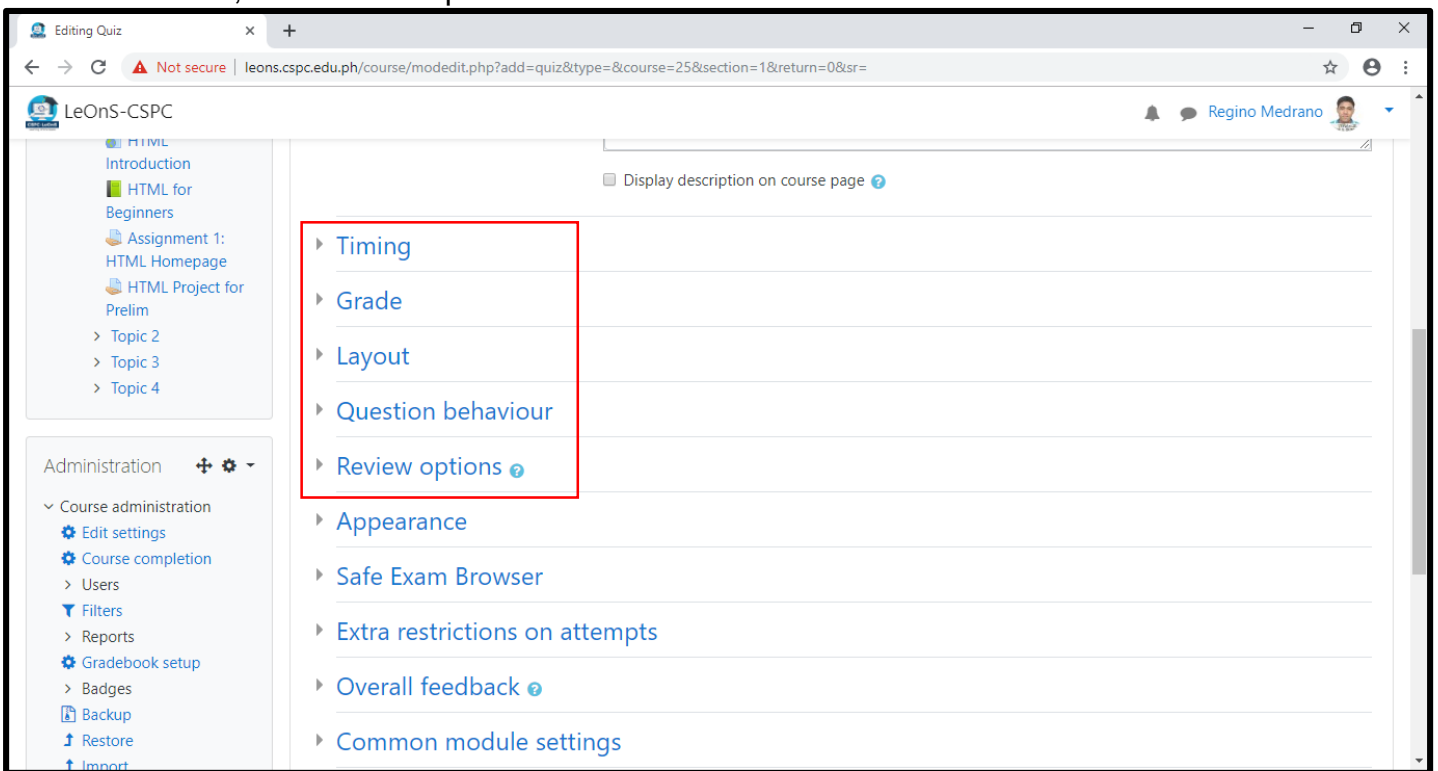 Editing Quiz
Not secure | leons.cspc.edu.ph/course/modedit.php?add=quiz&type=&course=25&section=1&return=0&sr=
LeOnS-CSPC
Regino Medrano
HTML
Introduction
HTML for
Beginners
Assignment 1:
HTML Homepage
HTML Project for
Prelim
Topic 2
Topic 3
Topic 4
Administration
Course administration
Edit settings
Course completion
Users
Filters
Reports
Gradebook setup
Badges
Backup
Restore
Import
Display description on course page
Timing
Grade
Layout
Question behaviour
Review options
Appearance
Safe Exam Browser
Extra restrictions on attempts
Overall feedback
Common module settings